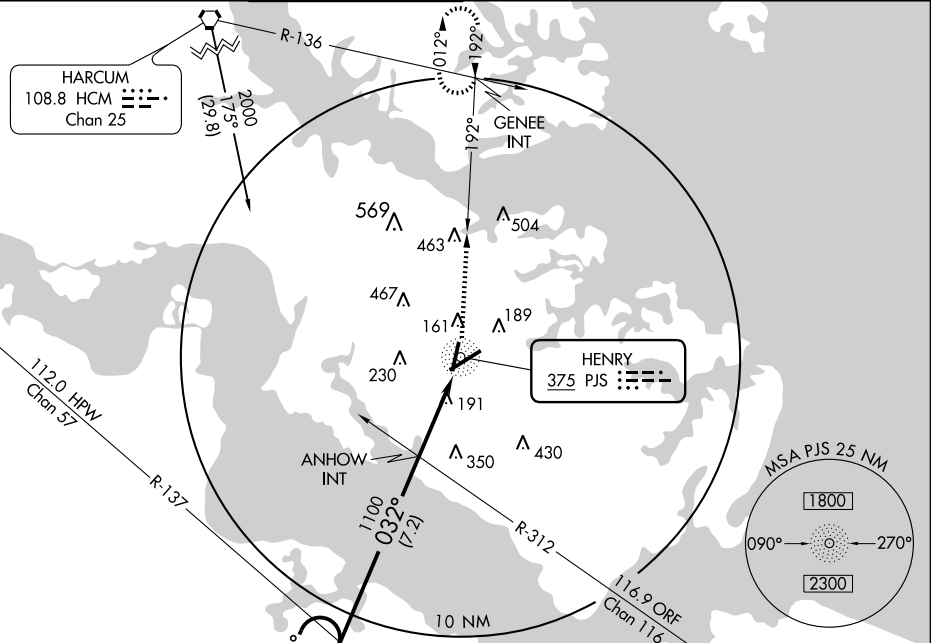 R-136
012°
192°
HARCUM
108.8 HCM
Chan 25
2000
175°
(29.8)
GENEE
INT
192°
569
504
463
467
161
189
HENRY
375 PJS
230
112.0 HPW
Chan 57
191
ANHOW
INT
350
430
MSA PJS 25 NM
1800
090°
270°
2300
R-137
1100
032°
(7.2)
R-312
116.9 ORF
Chan 116
10 NM